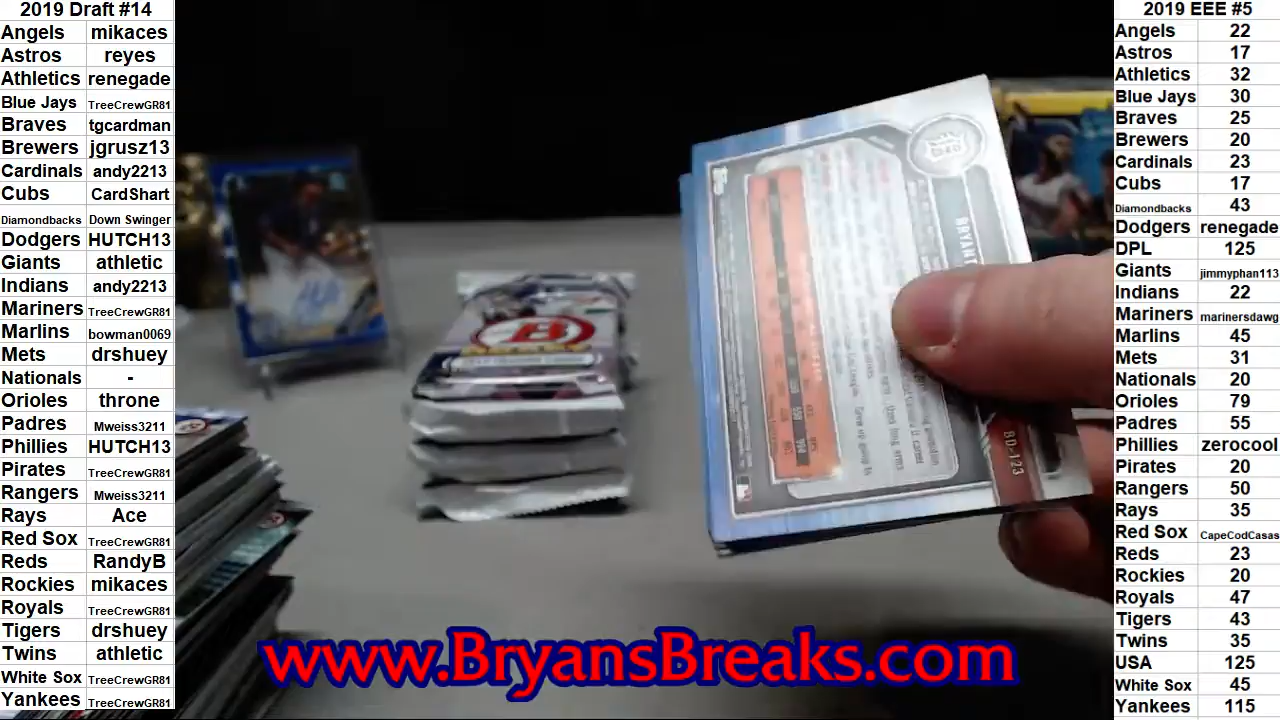 2019 Draft #14
Angels mikaces
Astros reyes
Athletics renegade
Blue Jays TreeCrewGR81
Braves tgcardman
Brewers jgrusz13
Cardinals andy2213
Cubs CardShart
Diamondbacks Down Swinger
Dodgers HUTCH13
Giants athletic
Indians andy2213
Mariners TreeCrewGR81
Marlins bowman0069
Mets drshuey
Nationals -
Orioles throne
Padres Mweiss3211
Phillies HUTCH13
Pirates TreeCrewGR81
Rangers Mweiss3211
Rays Ace
Red Sox TreeCrewGR81
Reds RandyB
Rockies mikaces
Royals TreeCrewGR81
Tigers drshuey
Twins athletic
White Sox TreeCrewGR81
Yankees TreeCrewGR81
B
BRYANT
BD-123
www.BryansBreaks.com
2019 EEE #5
Angels 22
Astros 17
Athletics 32
Blue Jays 30
Braves 25
Brewers 20
Cardinals 23
Cubs 17
Diamondbacks 43
Dodgers renegade
DPL 125
Giants jimmyphan113
Indians 22
Mariners marinersdawg
Marlins 45
Mets 31
Nationals 20
Orioles 79
Padres 55
Phillies zerocool
Pirates 20
Rangers 50
Rays 35
Red Sox CapeCodCasas
Reds 23
Rockies 20
Royals 47
Tigers 43
Twins 35
USA 125
White Sox 45
Yankees 115